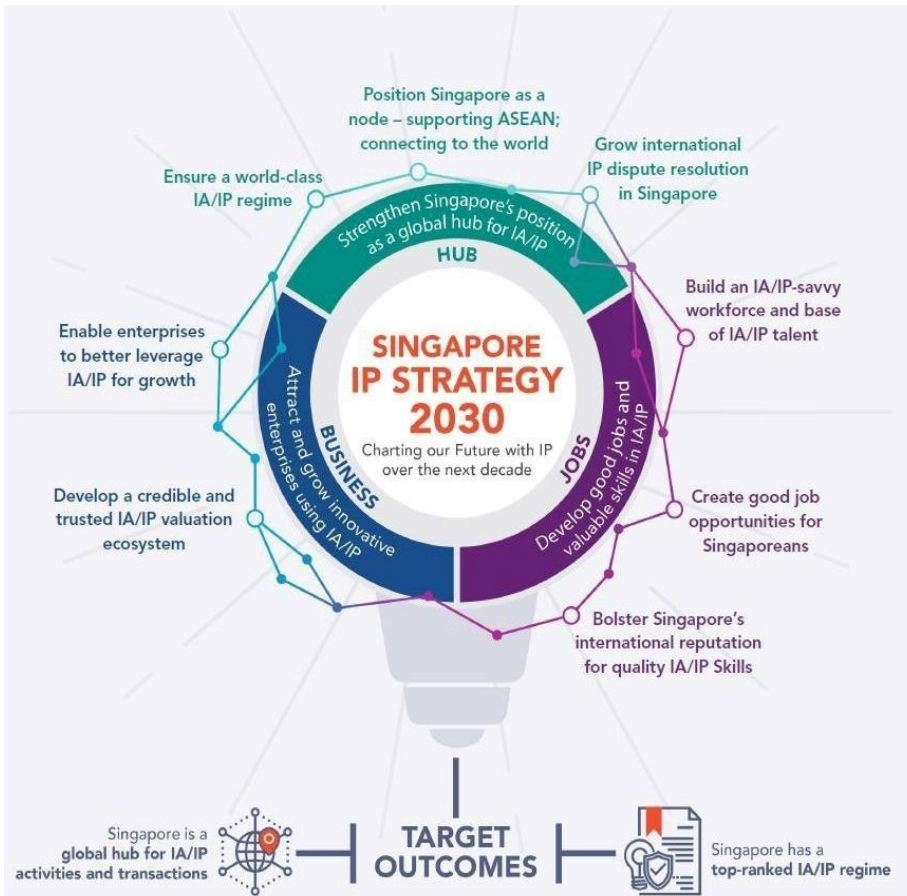 Position Singapore as a
node – supporting ASEAN;
connecting to the world
Grow international
IP dispute resolution
in Singapore
Ensure a world-class
IA/IP regime
Strengthen Singapore's position
as a global hub for IA/IP
HUB
Build an IA/IP-savvy
workforce and base
of IA/IP talent
Enable enterprises
to better leverage
IA/IP for growth
SINGAPORE
IP STRATEGY
2030
Charting our Future with IP
over the next decade
BUSINESS
Attract and grow innovative
enterprises using IA/IP
JOBS
Develop good jobs and
valuable skills in IA/IP
Develop a credible and
trusted IA/IP valuation
ecosystem
Create good job
opportunities for
Singaporeans
Bolster Singapore's
international reputation
for quality IA/IP Skills
Singapore is a
global hub for IA/IP
activities and transactions
TARGET
OUTCOMES
Singapore has a
top-ranked IA/IP regime